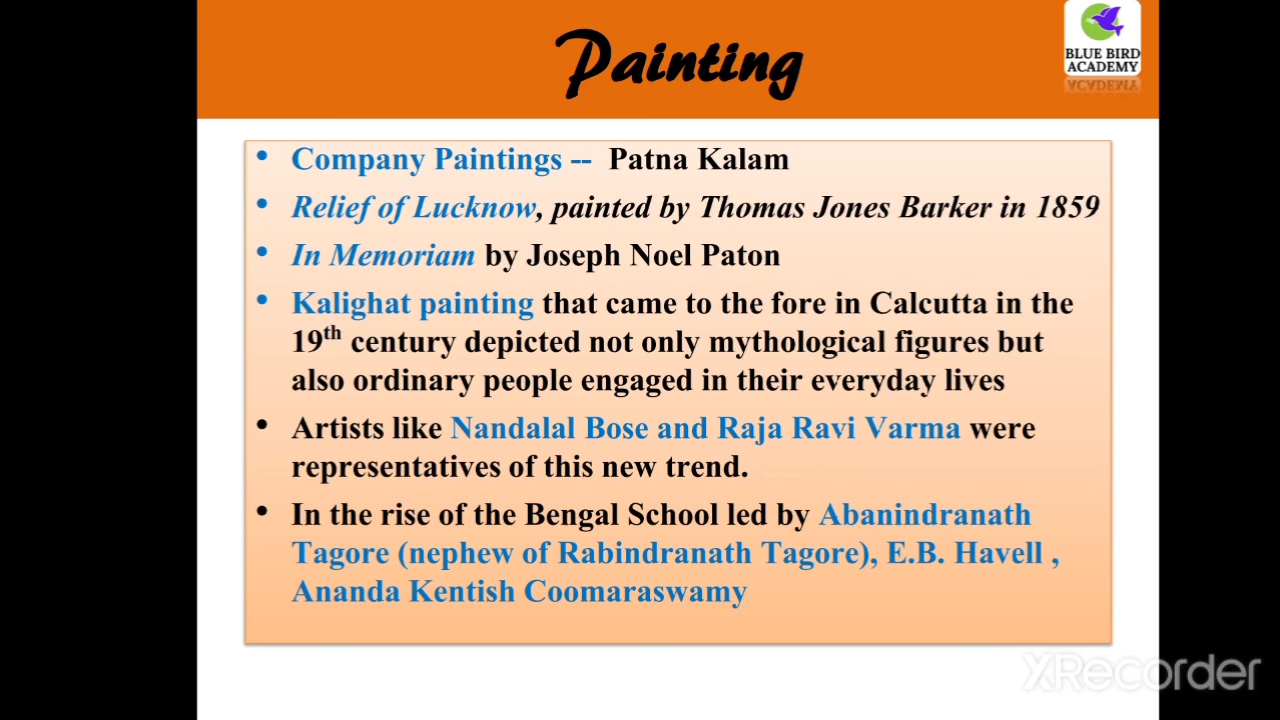 Painting
BLUE BIRD
ACADEMY
• Company Paintings -- Patna Kalam
• Relief of Lucknow, painted by Thomas Jones Barker in 1859
• In Memoriam by Joseph Noel Paton
• Kalighat painting that came to the fore in Calcutta in the
19th century depicted not only mythological figures but
also ordinary people engaged in their everyday lives
• Artists like Nandalal Bose and Raja Ravi Varma were
representatives of this new trend.
• In the rise of the Bengal School led by Abanindranath
Tagore (nephew of Rabindranath Tagore), E.B. Havell ,
Ananda Kentish Coomaraswamy
XRecorder